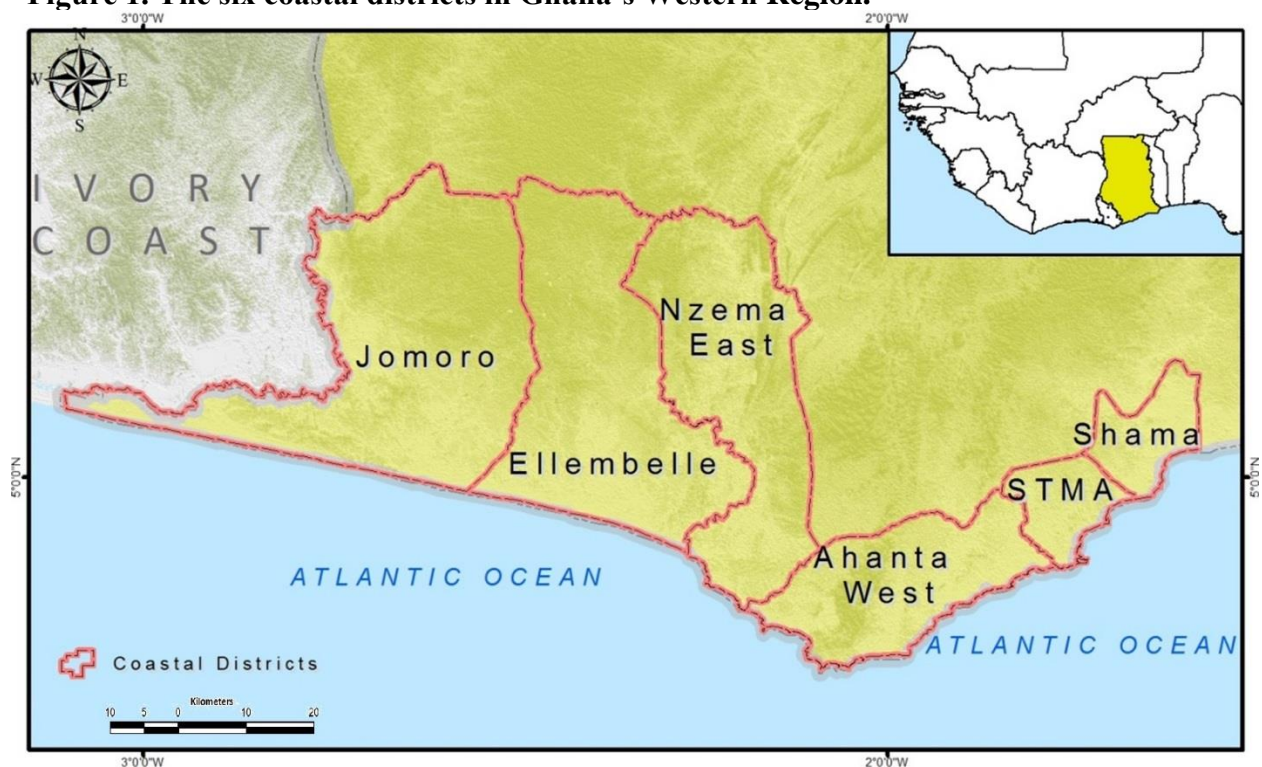 Figure 1. The six coastal districts in Ghana's Western Region.
3°0'0"W
2°0'0"W
N
W
E
S
IVORY
COAST
Nzema
East
Jomoro
Shama
Ellembelle
STMA
5°0'0"N
5°0'0"N
Ahanta
West
ATLANTIC OCEAN
ATLANTIC OCEAN
Coastal Districts
Kilometers
10 5 0 10 20
3°0'0"W
2°0'0"W